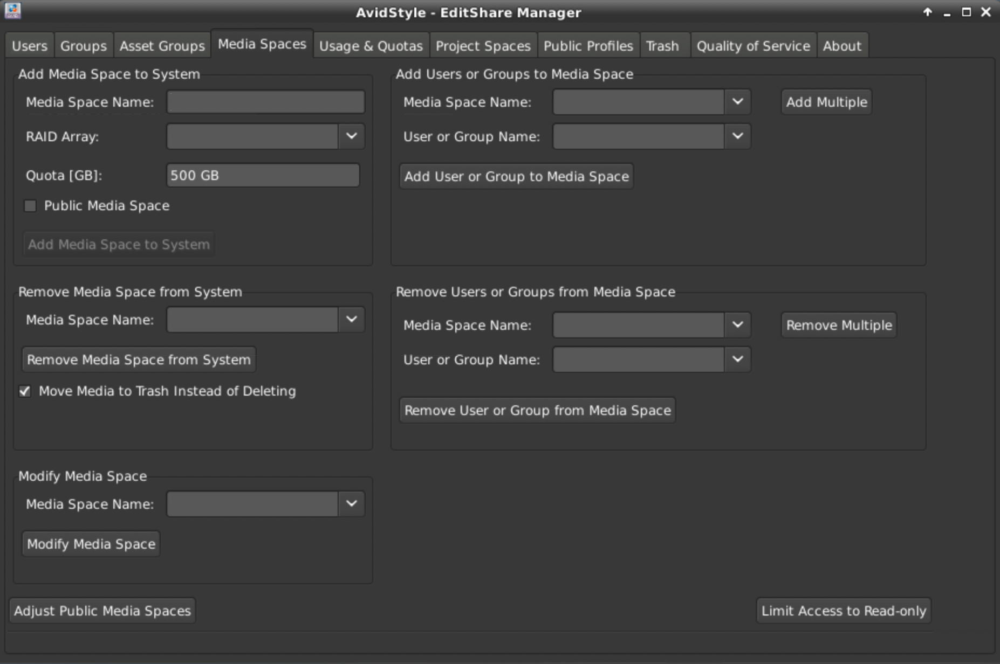 AvidStyle - EditShare Manager
Users Groups Asset Groups Media Spaces Usage & Quotas Project Spaces Public Profiles Trash Quality of Service About
Add Media Space to System
Media Space Name:
RAID Array:
Quota [GB]: 500 GB
Public Media Space
Add Media Space to System
Add Users or Groups to Media Space
Media Space Name: Add Multiple
User or Group Name:
Add User or Group to Media Space
Remove Media Space from System
Media Space Name:
Remove Media Space from System
Move Media to Trash Instead of Deleting
Remove Users or Groups from Media Space
Media Space Name: Remove Multiple
User or Group Name:
Remove User or Group from Media Space
Modify Media Space
Media Space Name:
Modify Media Space
Adjust Public Media Spaces
Limit Access to Read-only